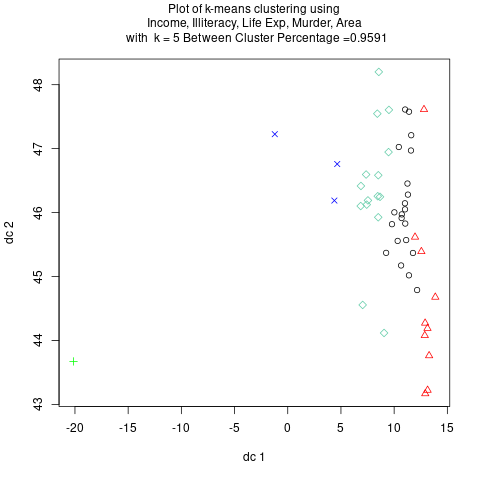 Plot of k-means clustering using
Income, Illiteracy, Life Exp, Murder, Area
with  k = 5 Between Cluster Percentage =0.9591
48
47
46
45
44
43
dc 2
-20 -15 -10 -5 0 5 10 15
dc 1